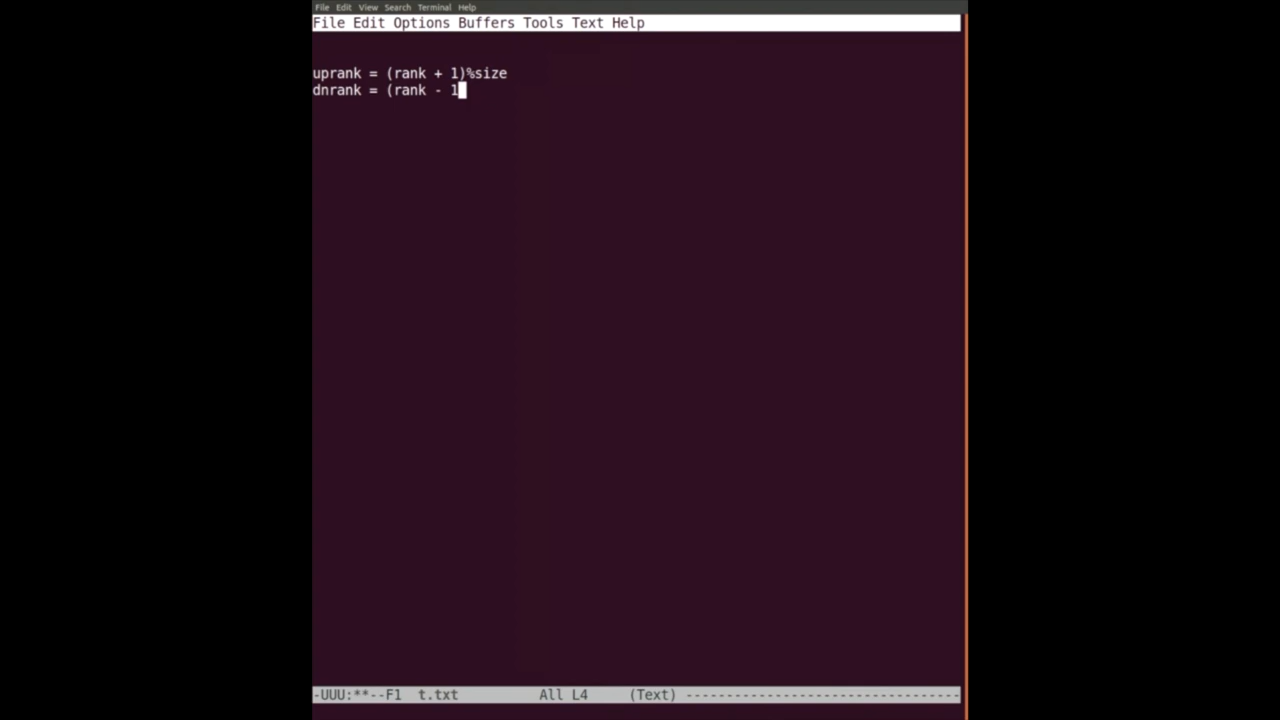 File Edit View Search Terminal Help
File Edit Options Buffers Tools Text Help
uprank = (rank + 1)%size
dnrank = (rank - 1
-UUU:**--F1  t.txt          All L4     (Text) ----------------------------------